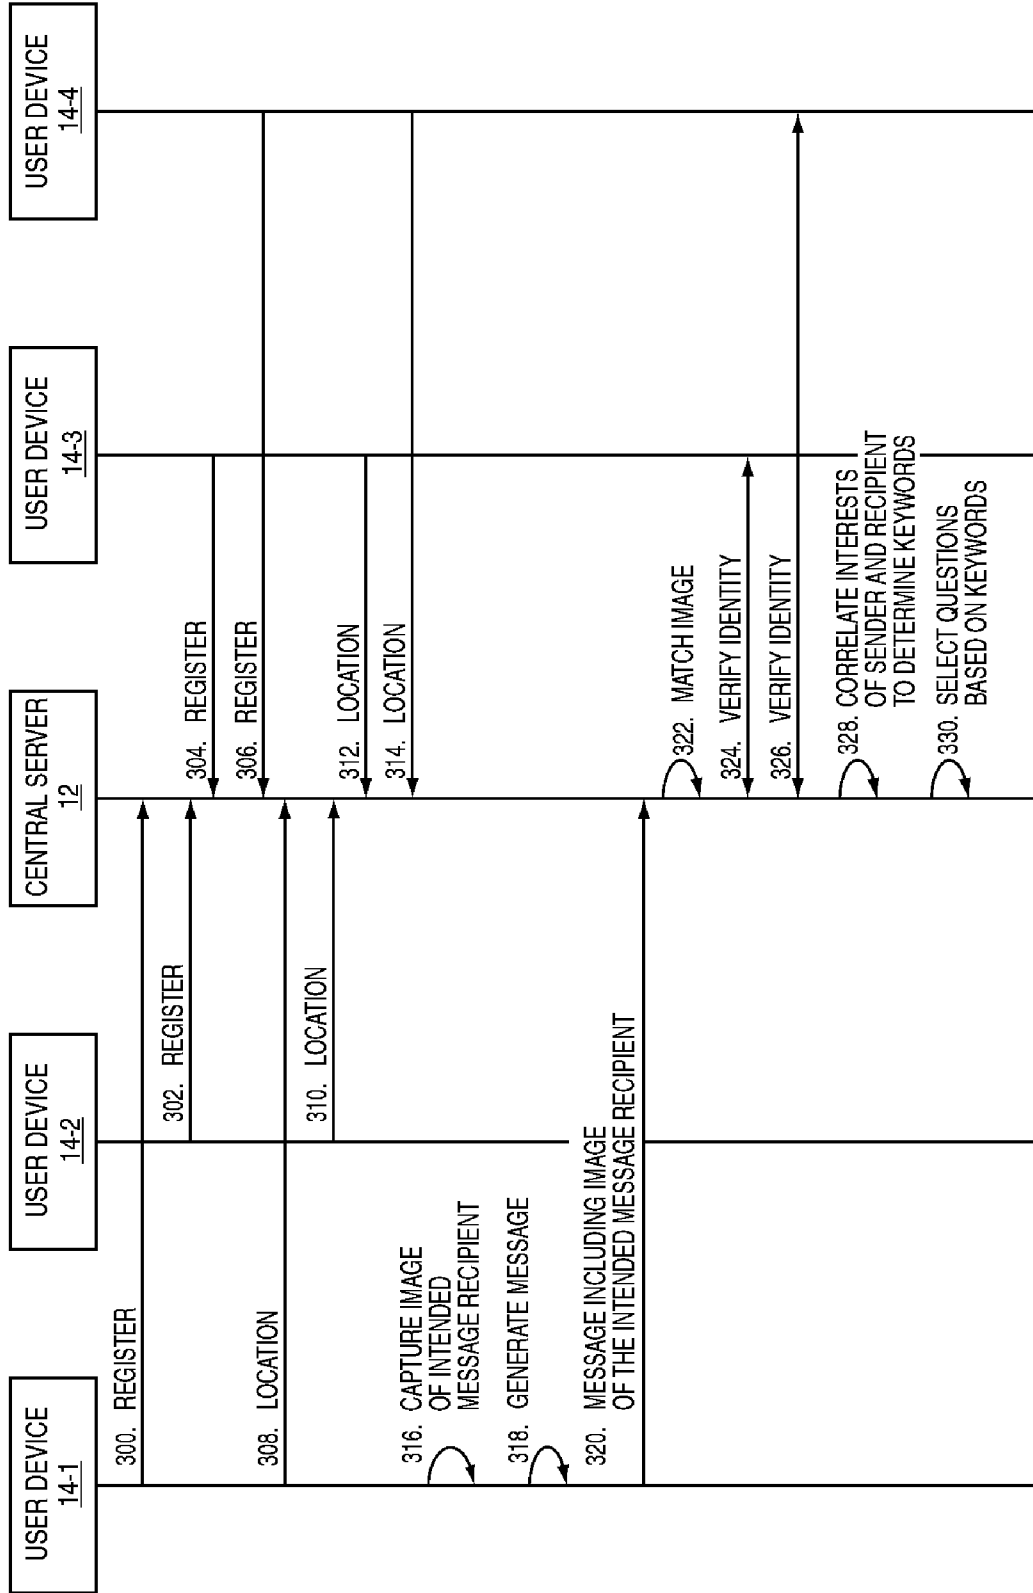 USER DEVICE
14-1
USER DEVICE
14-2
CENTRAL SERVER
12
USER DEVICE
14-3
USER DEVICE
14-4
300. REGISTER
302. REGISTER
304. REGISTER
306. REGISTER
308. LOCATION
310. LOCATION
312. LOCATION
314. LOCATION
316. CAPTURE IMAGE
OF INTENDED
MESSAGE RECIPIENT
318. GENERATE MESSAGE
320. MESSAGE INCLUDING IMAGE
OF THE INTENDED MESSAGE RECIPIENT
322. MATCH IMAGE
324. VERIFY IDENTITY
326. VERIFY IDENTITY
328. CORRELATE INTERESTS
OF SENDER AND RECIPIENT
TO DETERMINE KEYWORDS
330. SELECT QUESTIONS
BASED ON KEYWORDS